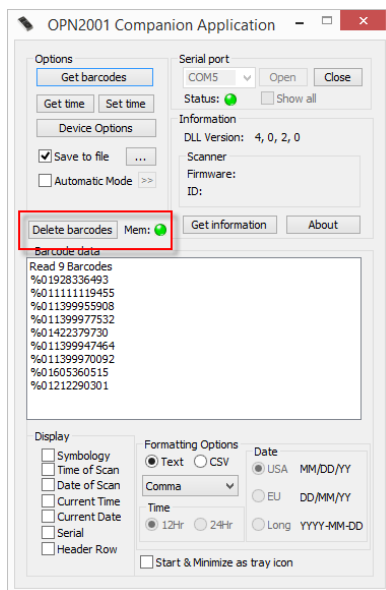 OPN2001 Companion Application
Options
Get barcodes
Get time Set time
Device Options
Save to file ...
Automatic Mode >>
Serial port
COM5 Open Close
Status: Show all
Information
DLL Version: 4, 0, 2, 0
Scanner
Firmware:
ID:
Delete barcodes Mem: Get information About
Barcode data
Read 9 Barcodes
%01928336493
%011111119455
%011399955908
%011399977532
%01422379730
%011399947464
%011399970092
%01605360515
%01212290301
Display
Symbology
Time of Scan
Date of Scan
Current Time
Current Date
Serial
Header Row
Formatting Options
Text CSV
Comma
Time
12Hr 24Hr
Date
USA MM/DD/YY
EU DD/MM/YY
Long YYYY-MM-DD
Start & Minimize as tray icon